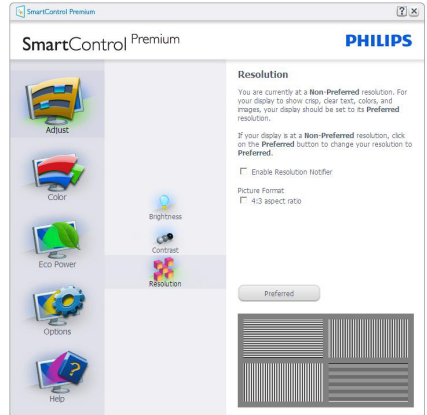 SmartControl Premium
SmartControl Premium
PHILIPS
Adjust
Color
Eco Power
Options
Help
Brightness
Contrast
Resolution
Resolution
You are currently at a Non-Preferred resolution. For
your display to show crisp, clear text, colors, and
images, your display should be set to its Preferred
resolution.
If your display is at a Non-Preferred resolution, click
on the Preferred button to change your resolution to
Preferred.
Enable Resolution Notifier
Picture Format
4:3 aspect ratio
Preferred